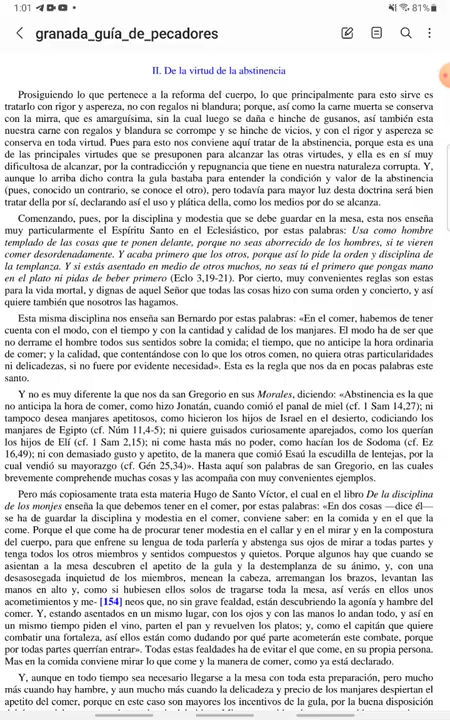 1:01
81%
granada_guía_de_pecadores
II. De la virtud de la abstinencia
Prosiguiendo lo que pertenece a la reforma del cuerpo, lo que principalmente para esto sirve es
tratarlo con rigor y aspereza, no con regalos ni blandura; porque, así como la carne muerta se conserva
con la mirra, que es amarguísima, sin la cual luego se daña e hinche de gusanos, así también esta
nuestra carne con regalos y blandura se corrompe y se hinche de vicios, y con el rigor y aspereza se
conserva en toda virtud. Pues para esto nos conviene aquí tratar de la abstinencia, porque esta es una
de las principales virtudes que se presuponen para alcanzar las otras virtudes, y ella es en sí muy
dificultosa de alcanzar, por la contradicción y repugnancia que tiene en nuestra naturaleza corrupta. Y,
aunque lo arriba dicho contra la gula bastaba para entender la condición y valor de la abstinencia
(pues, conocido un contrario, se conoce el otro), pero todavía para mayor luz desta doctrina será bien
tratar della por sí, declarando así el uso y plática della, como los medios por do se alcanza.
Comenzando, pues, por la disciplina y modestia que se debe guardar en la mesa, esta nos enseña
muy particularmente el Espíritu Santo en el Eclesiástico, por estas palabras: Usa como hombre
templado de las cosas que te ponen delante, porque no seas aborrecido de los hombres, si te vieren
comer desordenadamente. Y acaba primero que los otros, porque así lo pide la orden y disciplina de
la templanza. Y si estás asentado en medio de otros muchos, no seas tú el primero que pongas mano
en el plato ni pidas de beber primero (Eclo 3,19-21). Por cierto, muy convenientes reglas son estas
para la vida mortal, y dignas de aquel Señor que todas las cosas hizo con suma orden y concierto, y así
quiere también que nosotros las hagamos.
Esta misma disciplina nos enseña san Bernardo por estas palabras: «En el comer, habemos de tener
cuenta con el modo, con el tiempo y con la cantidad y calidad de los manjares. El modo ha de ser que
no derrame el hombre todos sus sentidos sobre la comida; el tiempo, que no anticipe la hora ordinaria
de comer; y la calidad, que contentándose con lo que los otros comen, no quiera otras particularidades
ni delicadezas, si no fuere por evidente necesidad». Esta es la regla que nos da en pocas palabras este
santo.
Y no es muy diferente la que nos da san Gregorio en sus Morales, diciendo: «Abstinencia es la que
no anticipa la hora de comer, como hizo Jonatán, cuando comió el panal de miel (cf. 1 Sam 14,27); ni
tampoco desea manjares apetitosos, como hicieron los hijos de Israel en el desierto, codiciando los
manjares de Egipto (cf. Núm 11,4-5); ni quiere guisados curiosamente aparejados, como los querían
los hijos de Elí (cf. 1 Sam 2,15); ni come hasta más no poder, como hacían los de Sodoma (cf. Ez
16,49); ni con demasiado gusto y apetito, de la manera que comió Esaú la escudilla de lentejas, por la
cual vendió su mayorazgo (cf. Gén 25,34)». Hasta aquí son palabras de san Gregorio, en las cuales
brevemente comprehende muchas cosas y las acompaña con muy convenientes ejemplos.
Pero más copiosamente trata esta materia Hugo de Santo Víctor, el cual en el libro De la disciplina
de los monjes enseña la que debemos tener en el comer, por estas palabras: «En dos cosas —dice él—
se ha de guardar la disciplina y modestia en el comer, conviene saber: en la comida y en el que la
come. Porque el que come ha de procurar tener modestia en el callar y en el mirar y en la compostura
del cuerpo, para que enfrene su lengua de toda parlería y abstenga sus ojos de mirar a todas partes y
tenga todos los otros miembros y sentidos compuestos y quietos. Porque algunos hay que cuando se
asientan a la mesa descubren el apetito de la gula y la destemplanza de su ánimo, y, con una
desasosegada inquietud de los miembros, menean la cabeza, arremangan los brazos, levantan las
manos en alto y, como si hubiesen ellos solos de tragarse toda la mesa, así verás en ellos unos
acometimientos y me- [154] neos que, no sin grave fealdad, están descubriendo la agonía y hambre del
comer. Y, estando asentados en un mismo lugar, con los ojos y con las manos lo andan todo, y así en
un mismo tiempo piden el vino, parten el pan y revuelven los platos; y, como el capitán que quiere
combatir una fortaleza, así ellos están como dudando por qué parte acometerán este combate, porque
por todas partes querrían entrar». Todas estas fealdades ha de evitar el que come, en su propia persona.
Mas en la comida conviene mirar lo que come y la manera de comer, como ya está declarado.
Y, aunque en todo tiempo sea necesario llegarse a la mesa con toda esta preparación, pero mucho
más cuando hay hambre, y aun mucho más cuando la delicadeza y precio de los manjares despiertan el
apetito del comer, porque en este caso son mayores los incentivos de la gula, por la buena disposición